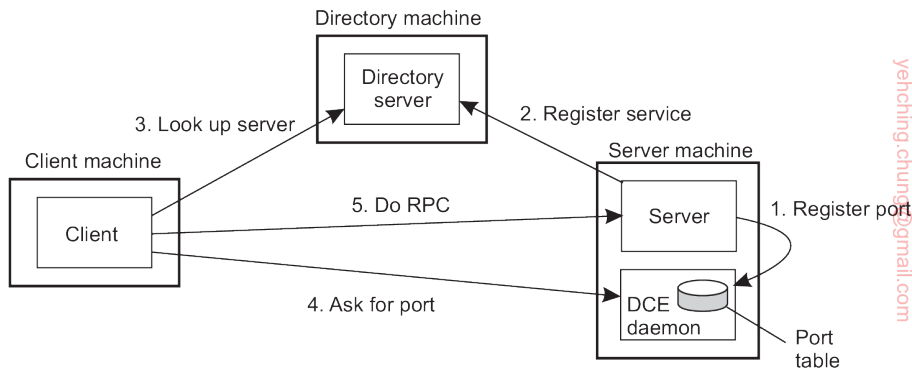 Directory machine
Directory
server
3. Look up server
2. Register service
Client machine
Server machine
Client
5. Do RPC
Server
1. Register port
4. Ask for port
DCE
daemon
Port
table
yehching.chung@gmail.com